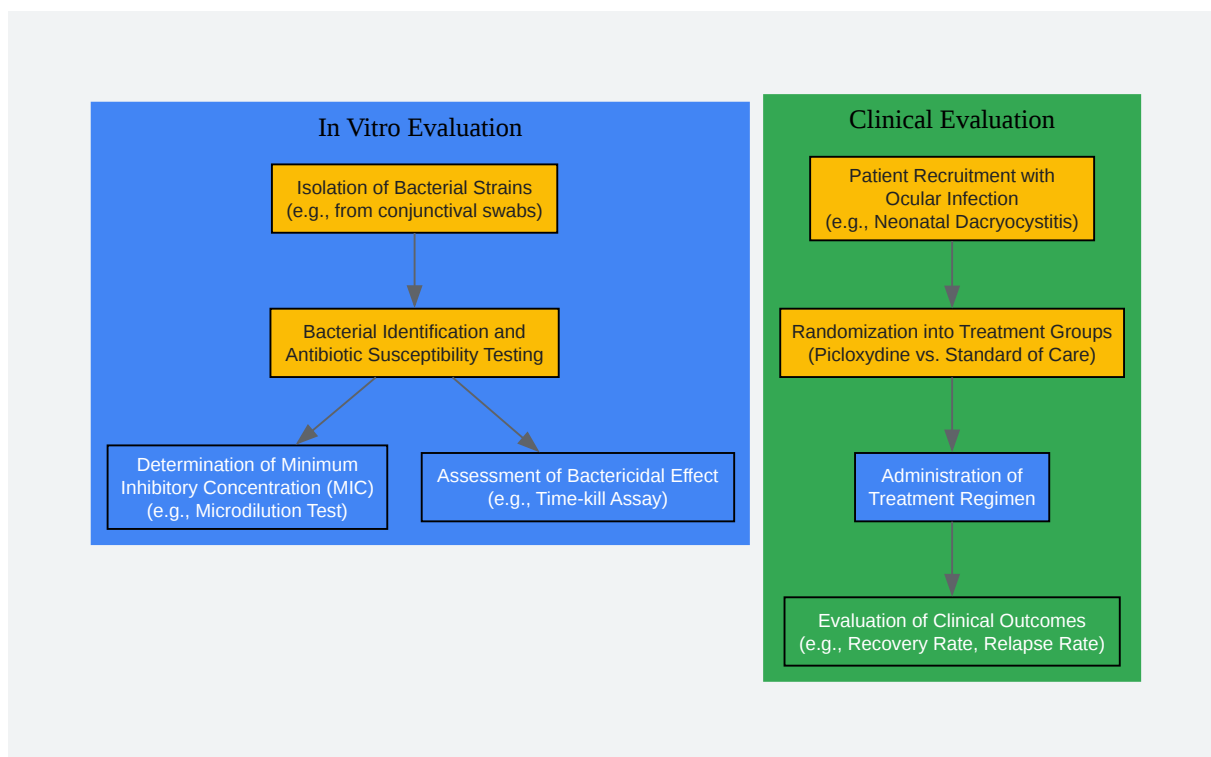 In Vitro Evaluation
Isolation of Bacterial Strains
(e.g., from conjunctival swabs)
Bacterial Identification and
Antibiotic Susceptibility Testing
Determination of Minimum
Inhibitory Concentration (MIC)
(e.g., Microdilution Test)
Assessment of Bactericidal Effect
(e.g., Time-kill Assay)
Clinical Evaluation
Patient Recruitment with
Ocular Infection
(e.g., Neonatal Dacryocystitis)
Randomization into Treatment Groups
(Picloxydine vs. Standard of Care)
Administration of
Treatment Regimen
Evaluation of Clinical Outcomes
(e.g., Recovery Rate, Relapse Rate)